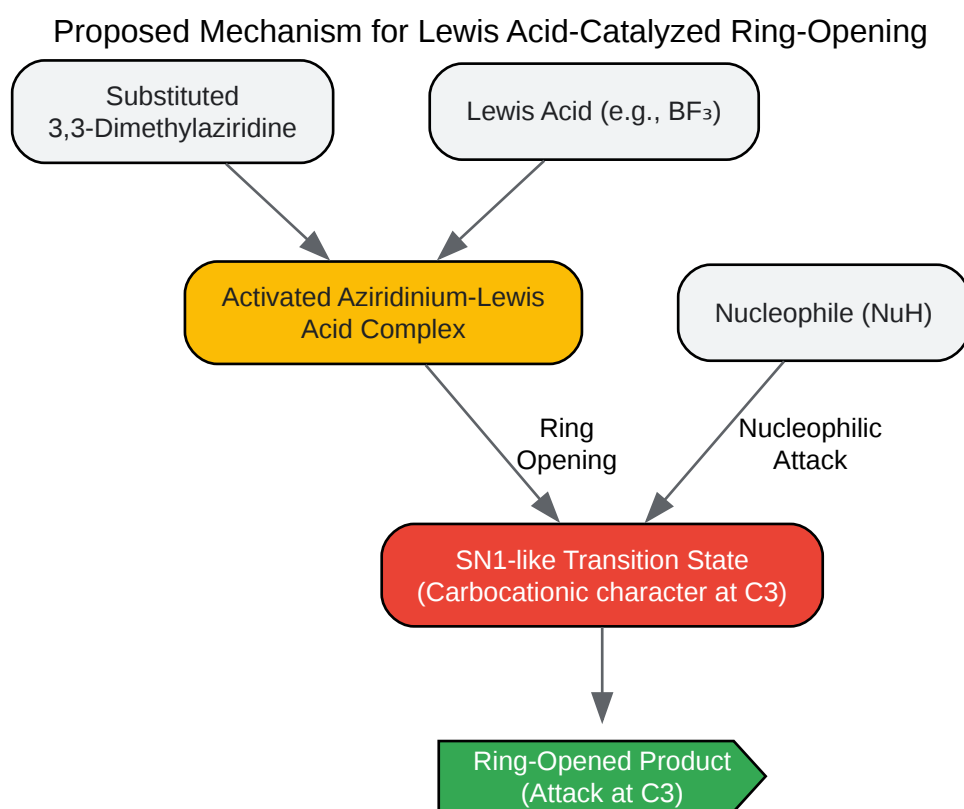 Proposed Mechanism for Lewis Acid-Catalyzed Ring-Opening
Substituted
3,3-Dimethylaziridine
Lewis Acid (e.g., BF₃)
Activated Aziridinium-Lewis
Acid Complex
Nucleophile (NuH)
Ring
Opening
Nucleophilic
Attack
SN1-like Transition State
(Carbocationic character at C3)
Ring-Opened Product
(Attack at C3)